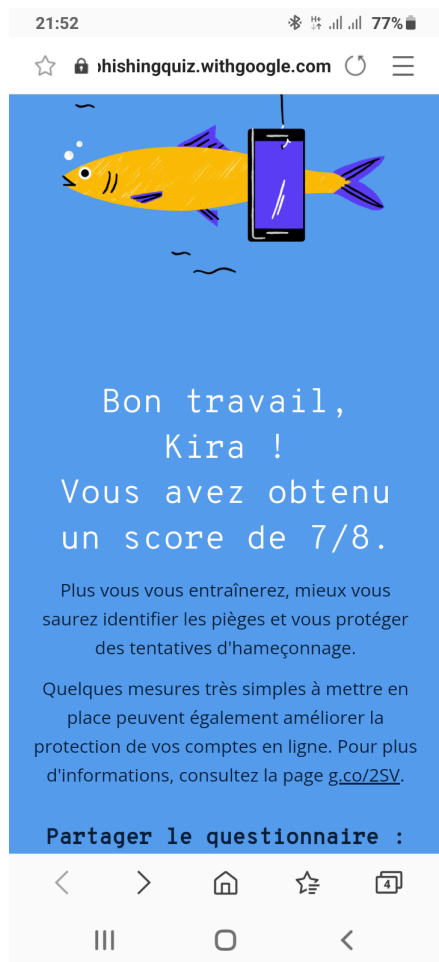 21:52
77%
phishingquiz.withgoogle.com
Bon travail,
Kira !
Vous avez obtenu
un score de 7/8.
Plus vous vous entraînerez, mieux vous
saurez identifier les pièges et vous protéger
des tentatives d'hameçonnage.
Quelques mesures très simples à mettre en
place peuvent également améliorer la
protection de vos comptes en ligne. Pour plus
d'informations, consultez la page g.co/2SV.
Partager le questionnaire :
4